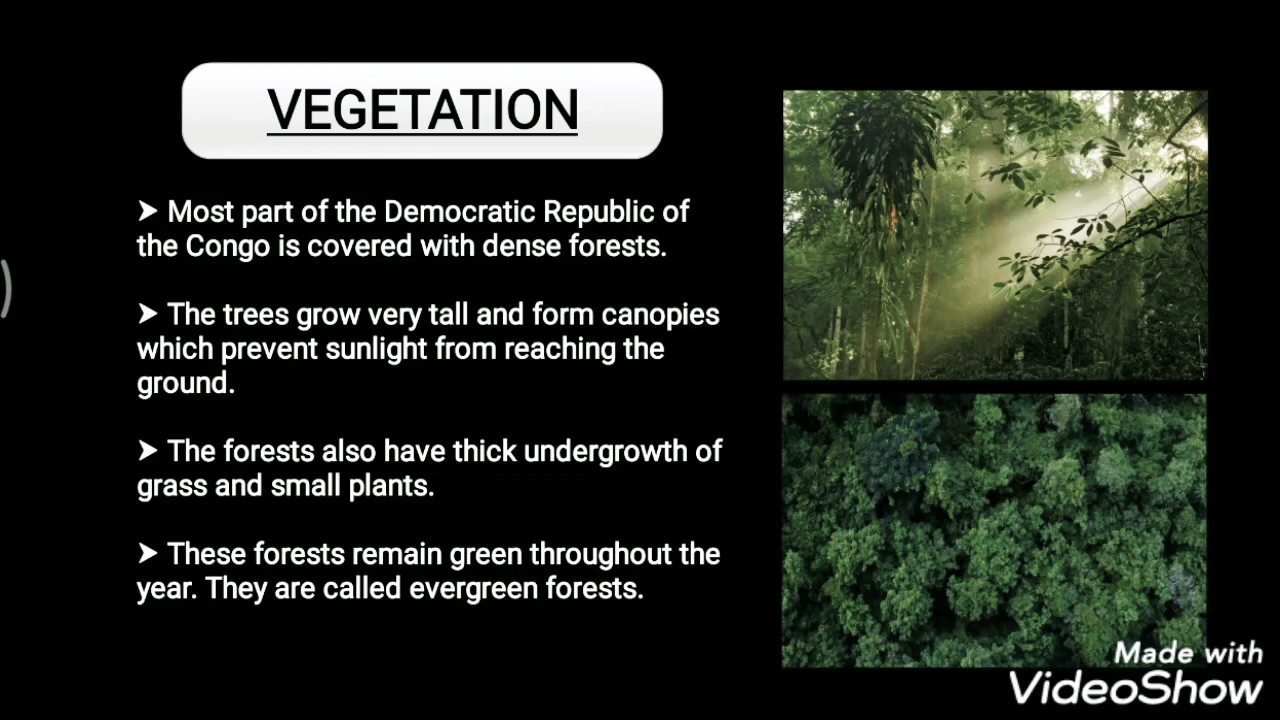 VEGETATION
➤ Most part of the Democratic Republic of
the Congo is covered with dense forests.
➤ The trees grow very tall and form canopies
which prevent sunlight from reaching the
ground.
➤ The forests also have thick undergrowth of
grass and small plants.
➤ These forests remain green throughout the
year. They are called evergreen forests.
Made with
VideoShow